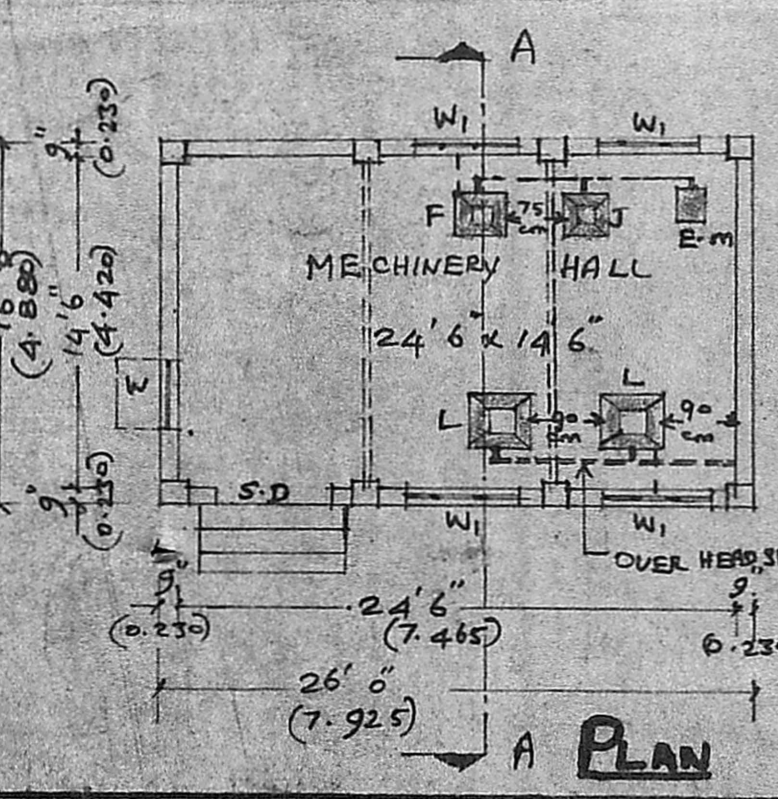 A
W1
W1
9"
(0.230)
F
75
cm
J
E.m
MECHINERY HALL
(4.880)
14'6"
(4.420)
24'6" x 14'6"
W
L
L
90
cm
90
cm
S.D
9"
(0.230)
W1
W1
OVER HEAD
9"
(0.230)
24'6"
(7.465)
9"
26' 0"
(7.925)
A
PLAN